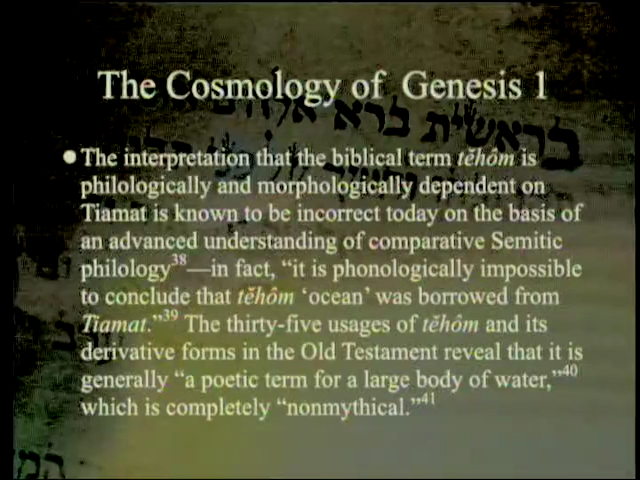 The Cosmology of Genesis 1
בראשית ברא אלהים
• The interpretation that the biblical term tĕhôm is
philologically and morphologically dependent on
Tiamat is known to be incorrect today on the basis of
an advanced understanding of comparative Semitic
philology³⁸—in fact, “it is phonologically impossible
to conclude that tĕhôm ‘ocean’ was borrowed from
Tiamat.”³⁹ The thirty-five usages of tĕhôm and its
derivative forms in the Old Testament reveal that it is
generally “a poetic term for a large body of water,”⁴⁰
which is completely “nonmythical.”⁴¹